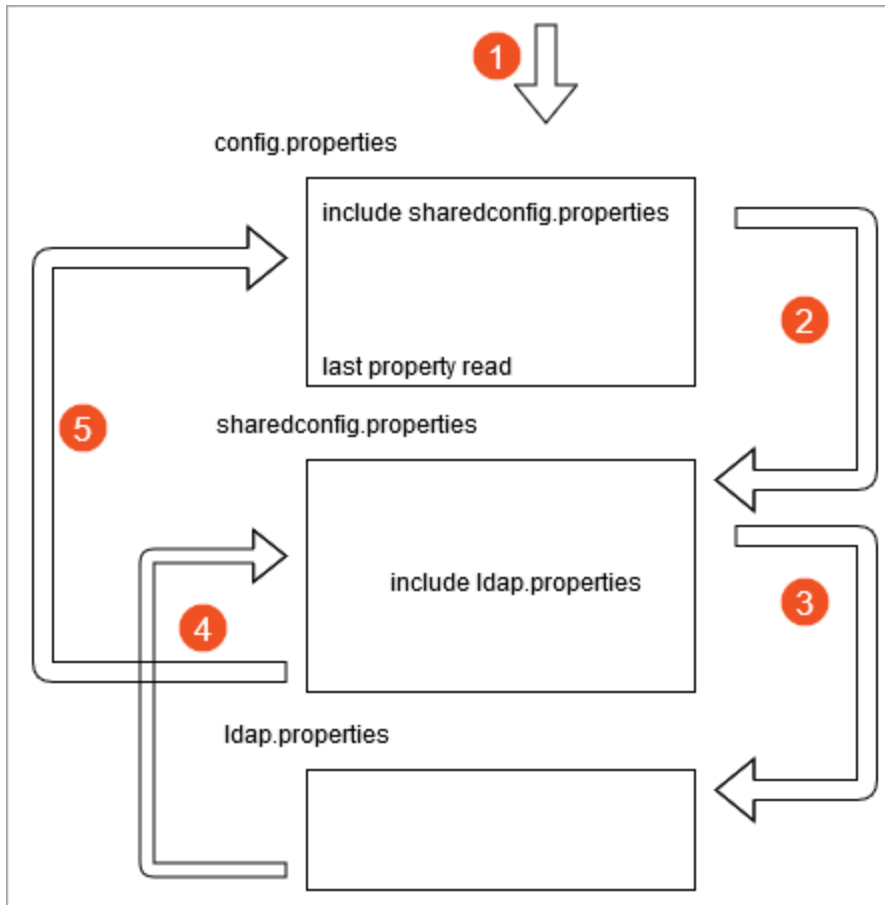 1
config.properties
include sharedconfig.properties
2
last property read
5
sharedconfig.properties
include ldap.properties
3
4
ldap.properties